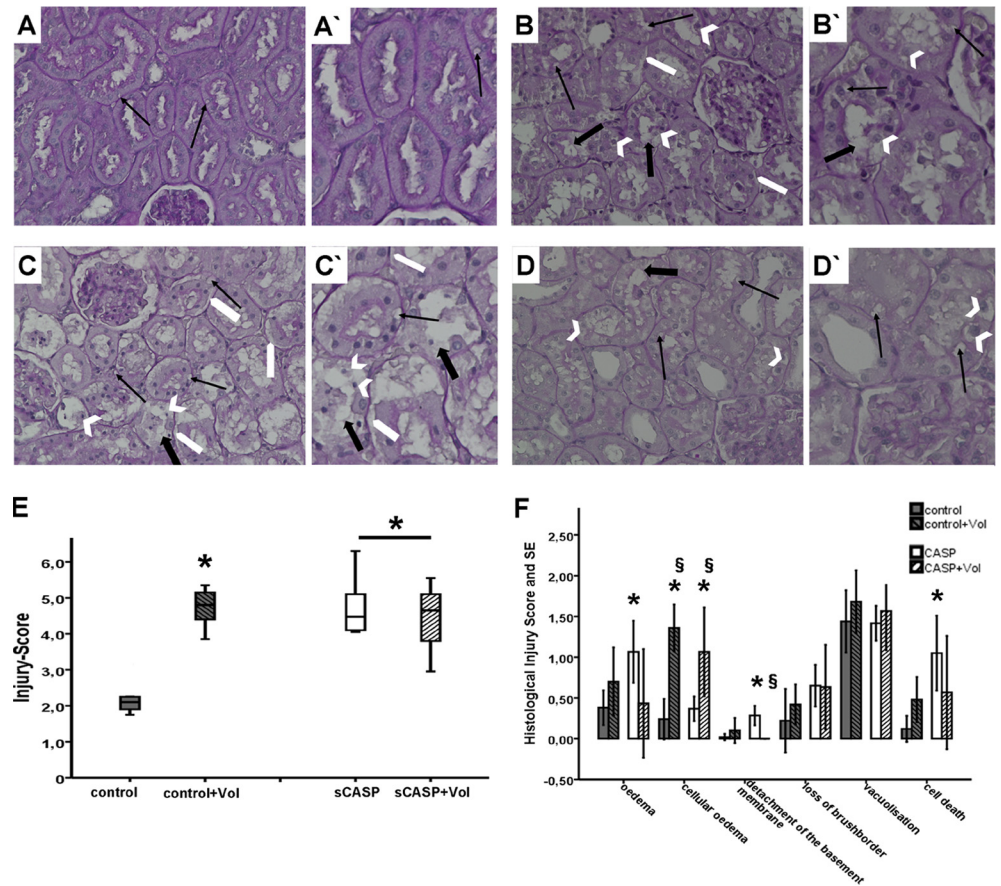 A
A`
B
B`
C
C`
D
D`
E
Injury-Score
6,0
5,0
4,0
3,0
2,0
1,0
0
*
*
control
control+Vol
sCASP
sCASP+Vol
F
Histological Injury Score and SE
2,50
2,00
1,50
1,00
0,50
0,00
-0,50
control
control+Vol
CASP
CASP+Vol
*
§
*
§
*
*
§
*
oedema
cellular oedema
detachment of the basement
membrane
loss of brushborder
vacuolisation
cell death